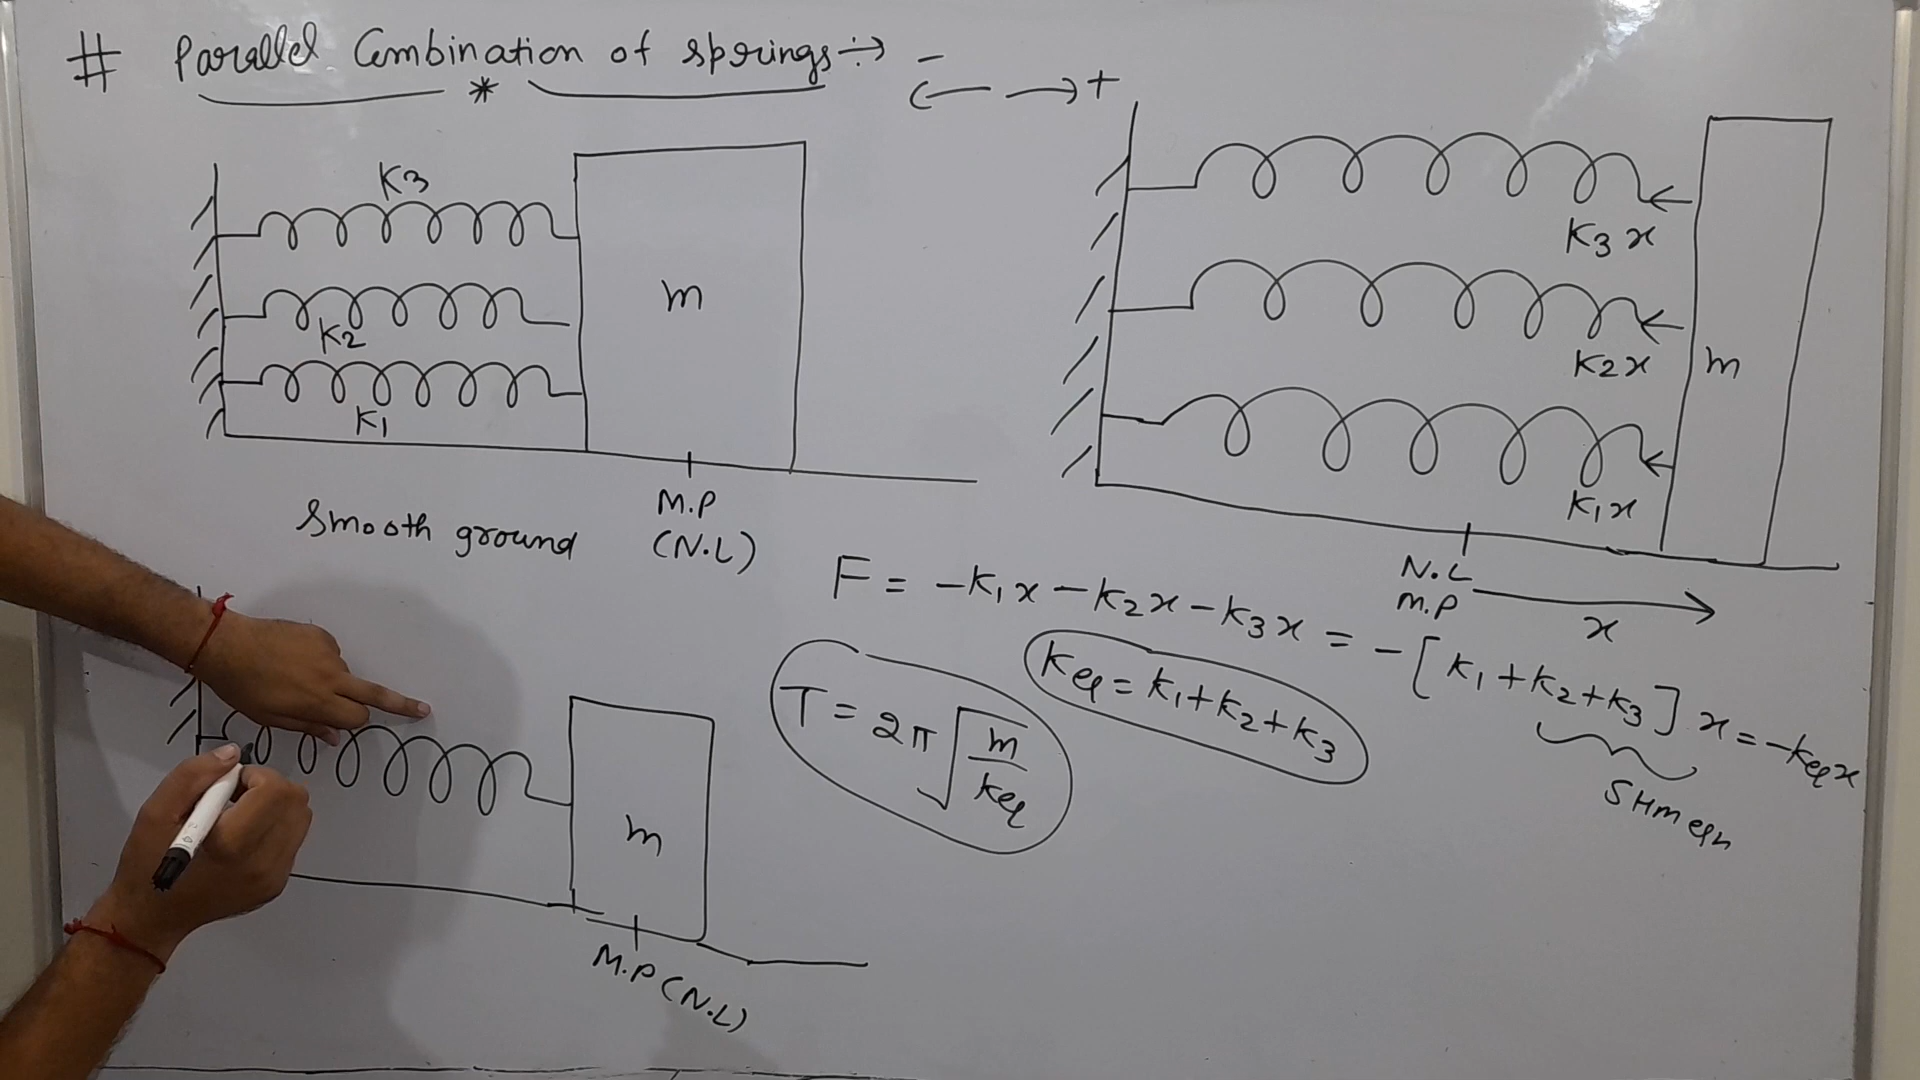 # Parallel Combination of springs :→
- ← → +
K3
K2
K1
m
M.P
(N.L)
Smooth ground
K3 x
K2 x
K1 x
m
N.L
M.P
x
F = -K1 x - K2 x - K3 x = - [K1 + K2 + K3] x = - Keq x
SHM eqn
Keq = K1 + K2 + K3
T = 2π √(m/Keq)
m
M.P (N.L)